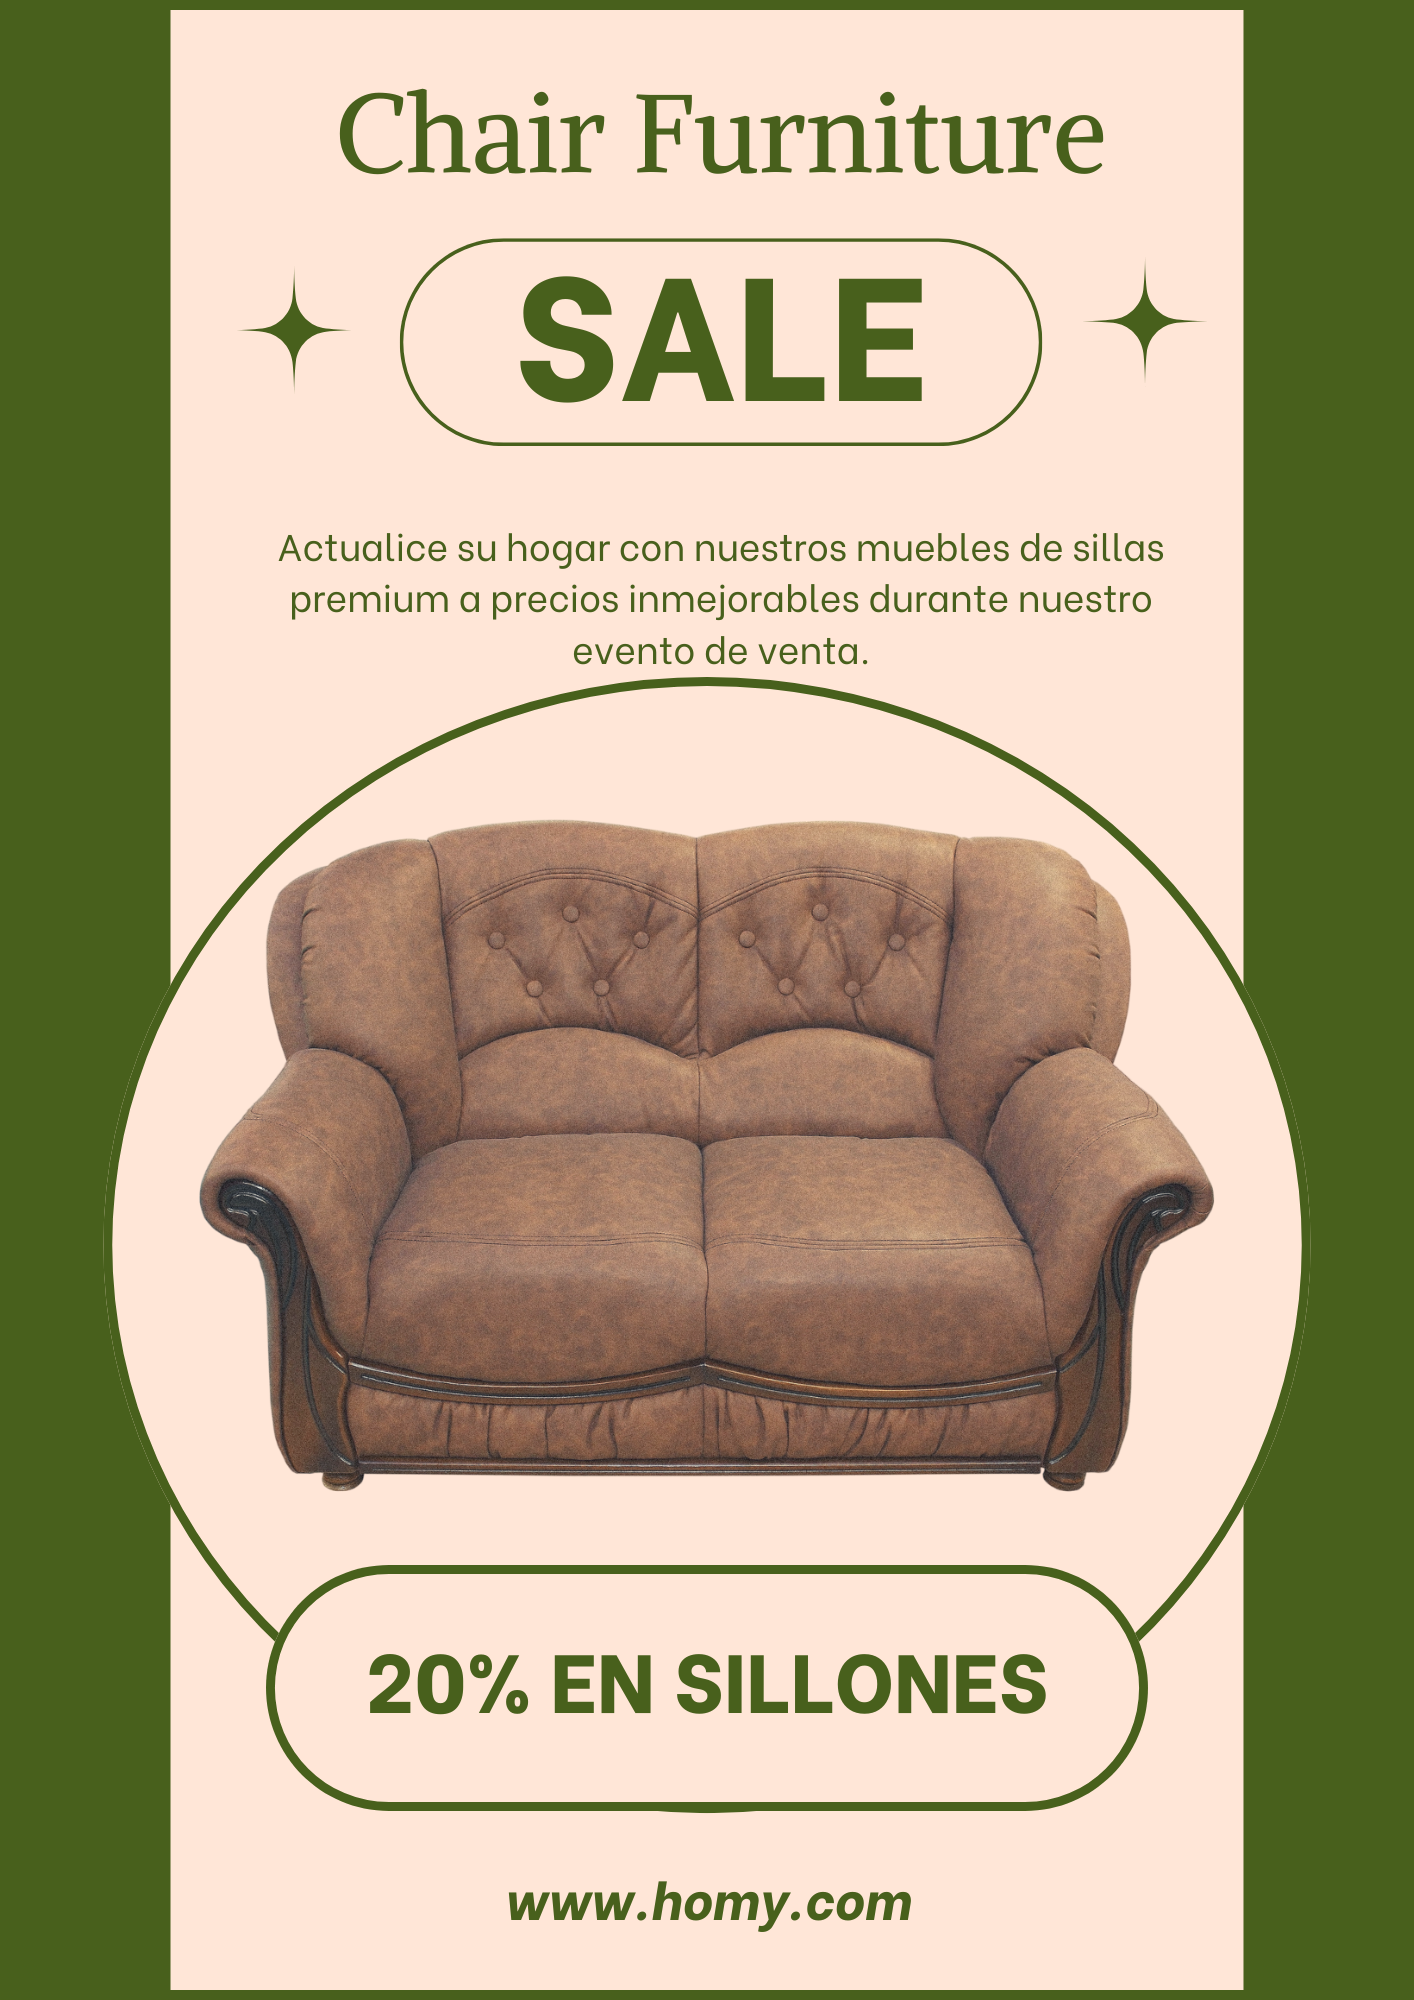 Chair Furniture
SALE
Actualice su hogar con nuestros muebles de sillas
premium a precios inmejorables durante nuestro
evento de venta.
20% EN SILLONES
www.homy.com